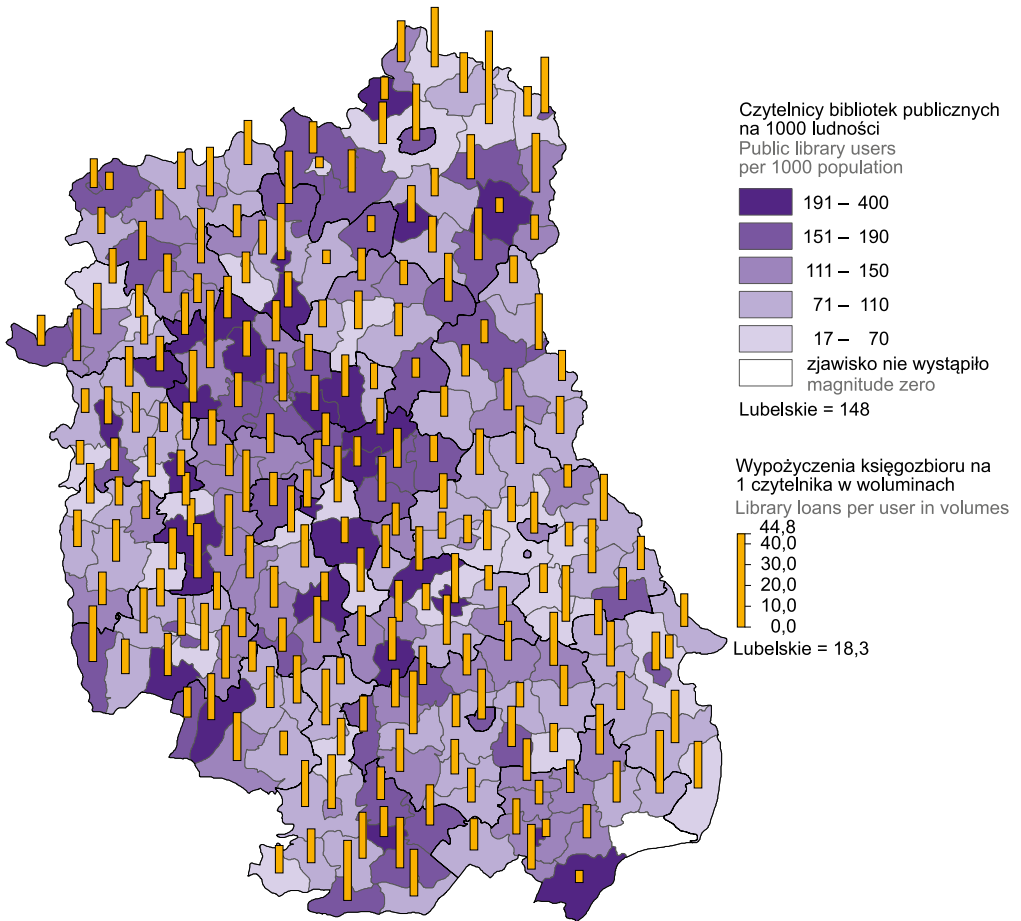 Czytelnicy bibliotek publicznych
na 1000 ludności
Public library users
per 1000 population
191 – 400
151 – 190
111 – 150
71 – 110
17 – 70
zjawisko nie wystąpiło
magnitude zero
Lubelskie = 148
Wypożyczenia księgozbioru na
1 czytelnika w woluminach
Library loans per user in volumes
44,8
40,0
30,0
20,0
10,0
0,0
Lubelskie = 18,3